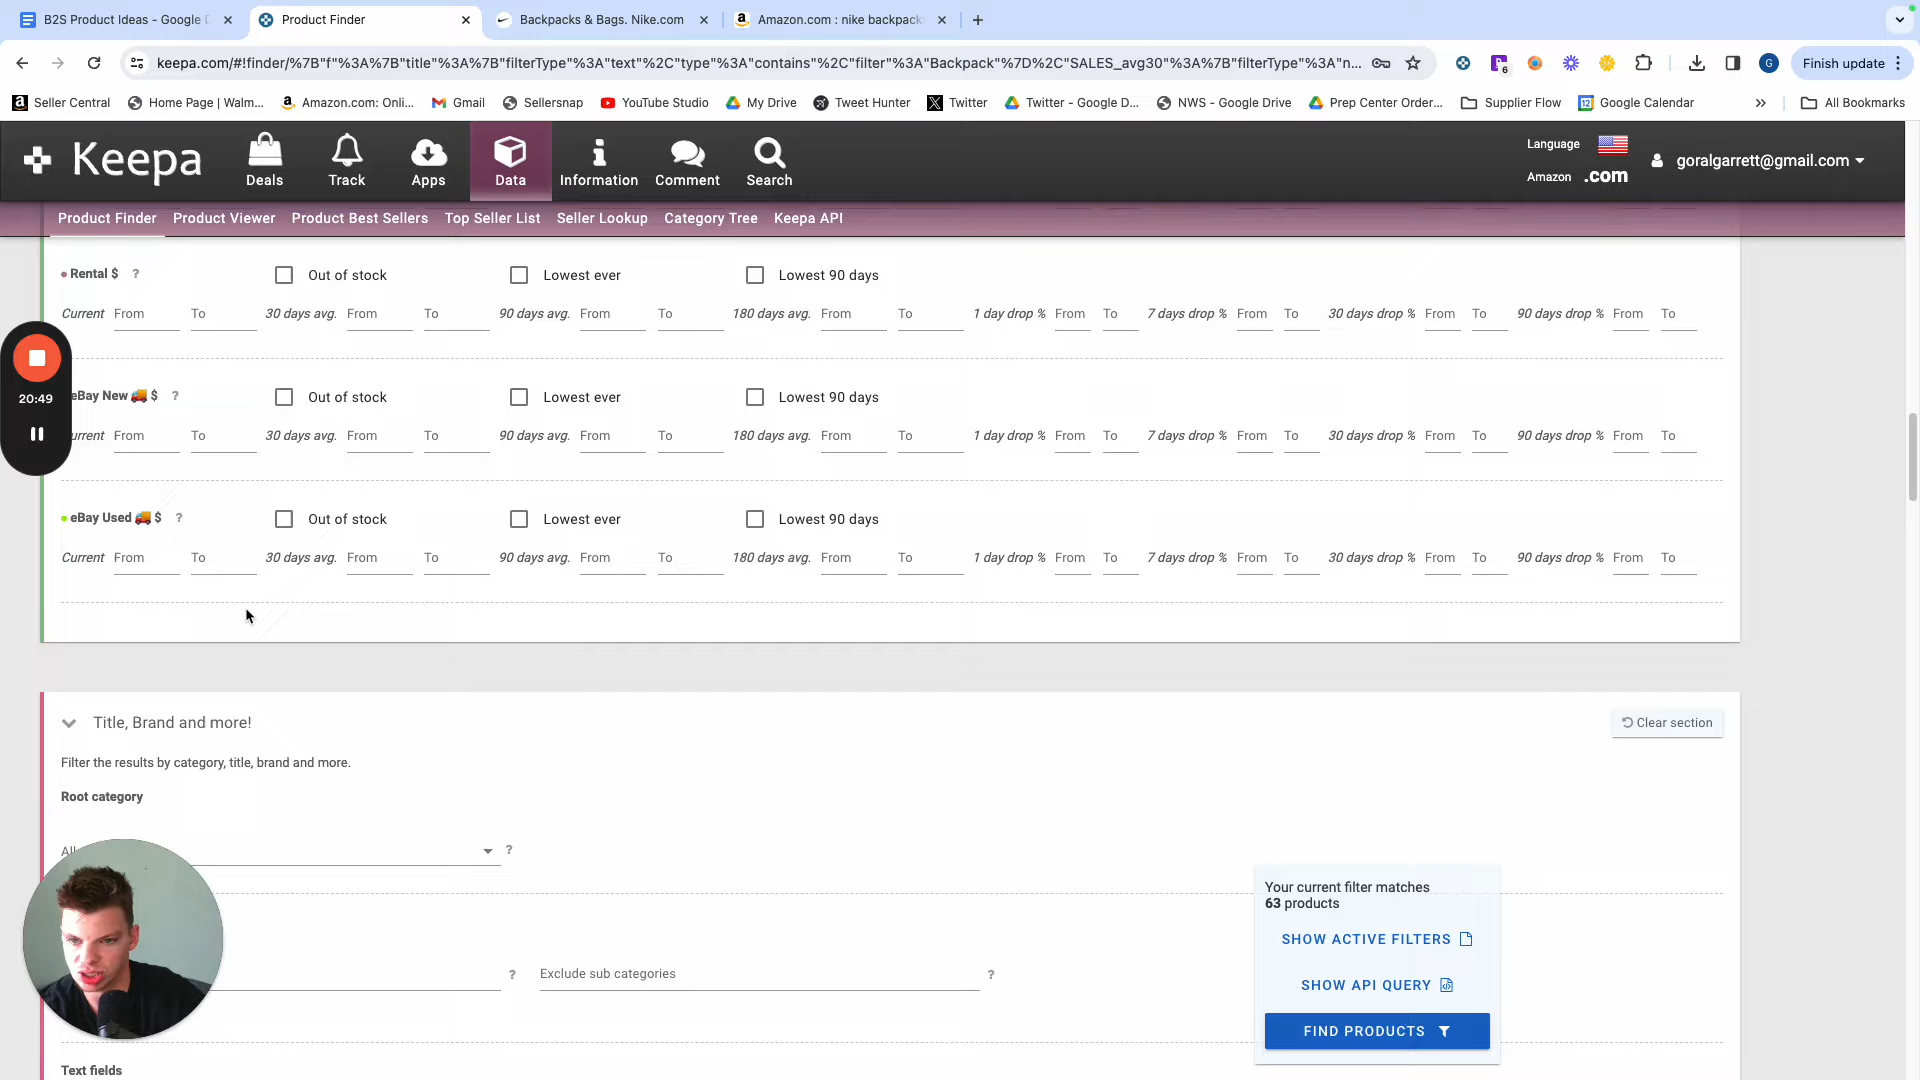 B2S Product Ideas - Google D
Product Finder
Backpacks & Bags. Nike.com
Amazon.com : nike backpack
keepa.com/#!finder/%7B"f"%3A%7B"title"%3A%7B"filterType"%3A"text"%2C"type"%3A"contains"%2C"filter"%3A"Backpack"%7D%2C"SALES_avg30"%3A%7B"filterType"%3A"n...
6
G
Finish update
Seller Central
Home Page | Walm...
Amazon.com: Onli...
Gmail
Sellersnap
YouTube Studio
My Drive
Tweet Hunter
Twitter
Twitter - Google D...
NWS - Google Drive
Prep Center Order...
Supplier Flow
Google Calendar
All Bookmarks
Keepa
Deals
Track
Apps
Data
Information
Comment
Search
Language
Amazon .com
goralgarrett@gmail.com
Product Finder Product Viewer Product Best Sellers Top Seller List Seller Lookup Category Tree Keepa API
Rental $ ? Out of stock Lowest ever Lowest 90 days
Current From To 30 days avg. From To 90 days avg. From To 180 days avg. From To 1 day drop % From To 7 days drop % From To 30 days drop % From To 90 days drop % From To
20:49
eBay New 🚚 $ ? Out of stock Lowest ever Lowest 90 days
urrent From To 30 days avg. From To 90 days avg. From To 180 days avg. From To 1 day drop % From To 7 days drop % From To 30 days drop % From To 90 days drop % From To
eBay Used 🚚 $ ? Out of stock Lowest ever Lowest 90 days
Current From To 30 days avg. From To 90 days avg. From To 180 days avg. From To 1 day drop % From To 7 days drop % From To 30 days drop % From To 90 days drop % From To
Title, Brand and more!
Clear section
Filter the results by category, title, brand and more.
Root category
All
?
? Exclude sub categories ?
Text fields
Your current filter matches
63 products
SHOW ACTIVE FILTERS
SHOW API QUERY
FIND PRODUCTS